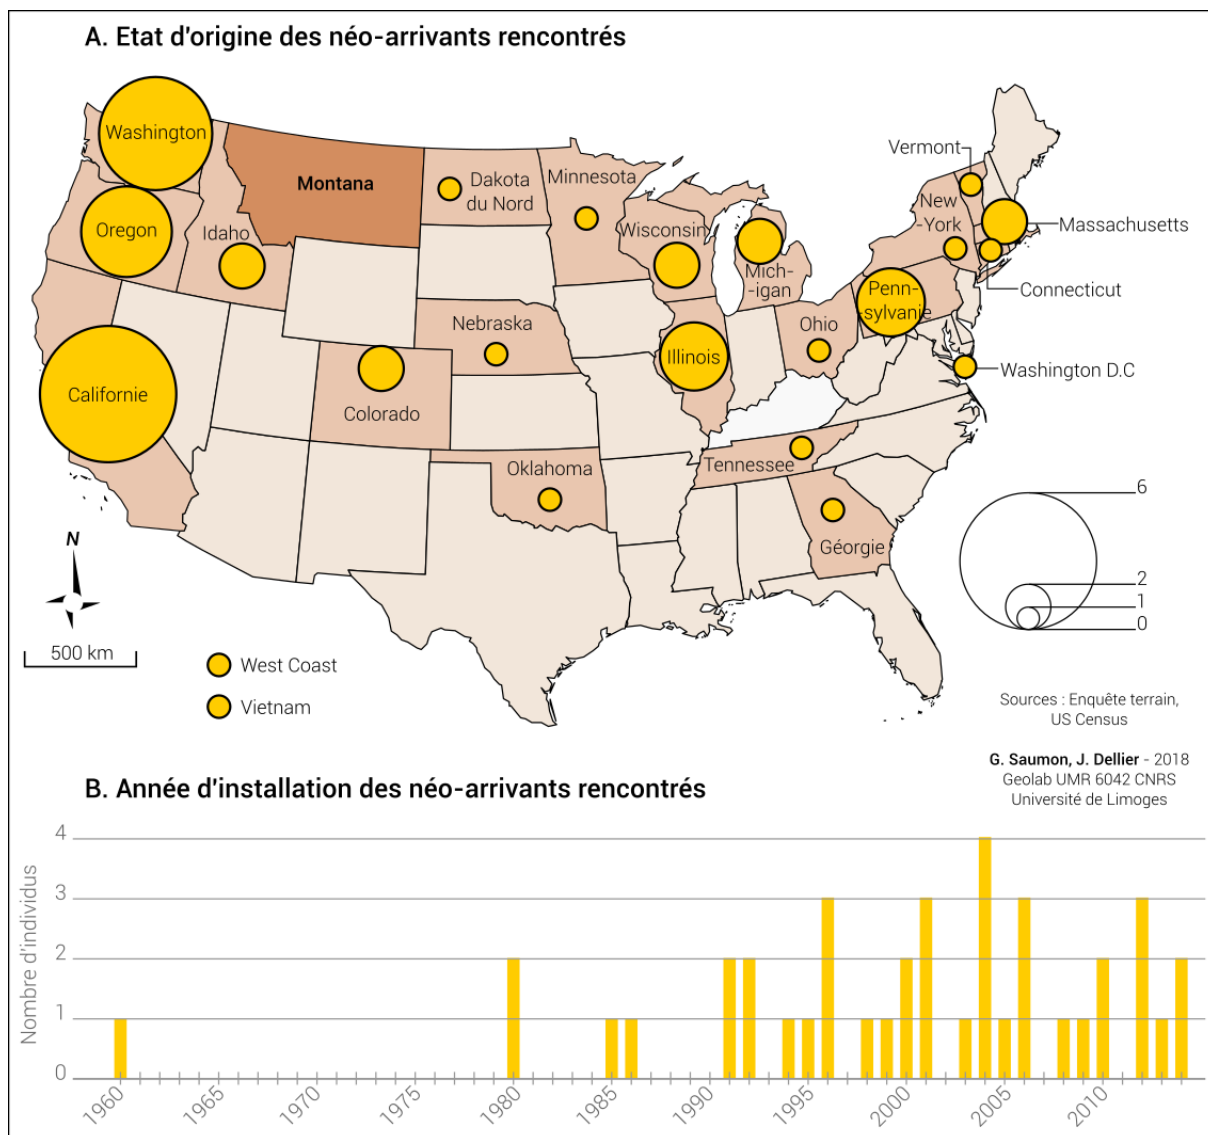 A. Etat d'origine des néo-arrivants rencontrés
Washington
Montana
Oregon
Idaho
Californie
Dakota
du Nord
Minnesota
Wisconsin
Mich-
-igan
Nebraska
Colorado
Illinois
Ohio
Oklahoma
Tennessee
Géorgie
Vermont
New
-York
Massachusetts
Penn-
-sylvanie
Connecticut
Washington D.C
N
500 km
West Coast
Vietnam
6
2
1
0
Sources : Enquête terrain,
US Census
G. Saumon, J. Dellier - 2018
Geolab UMR 6042 CNRS
Université de Limoges
B. Année d'installation des néo-arrivants rencontrés
Nombre d'individus
4
3
2
1
0
1960
1965
1970
1975
1980
1985
1990
1995
2000
2005
2010